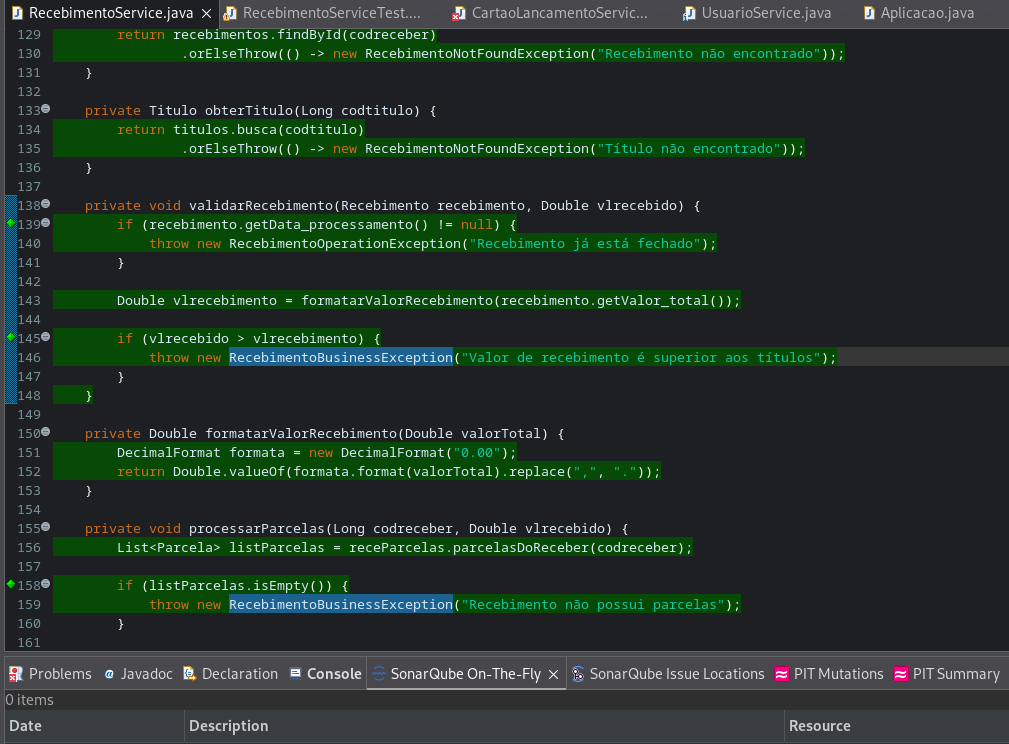 RecebimentoService.java RecebimentoServiceTest.... CartaoLancamentoServic... UsuarioService.java Aplicacao.java
129 return recebimentos.findById(codreceber)
130 .orElseThrow(() -> new RecebimentoNotFoundException("Recebimento não encontrado"));
131 }
132
133 private Titulo obterTitulo(Long codtitulo) {
134 return titulos.busca(codtitulo)
135 .orElseThrow(() -> new RecebimentoNotFoundException("Título não encontrado"));
136 }
137
138 private void validarRecebimento(Recebimento recebimento, Double vlrecebido) {
139 if (recebimento.getData_processamento() != null) {
140 throw new RecebimentoOperationException("Recebimento já está fechado");
141 }
142
143 Double vlrecebimento = formatarValorRecebimento(recebimento.getValor_total());
144
145 if (vlrecebido > vlrecebimento) {
146 throw new RecebimentoBusinessException("Valor de recebimento é superior aos títulos");
147 }
148 }
149
150 private Double formatarValorRecebimento(Double valorTotal) {
151 DecimalFormat formata = new DecimalFormat("0.00");
152 return Double.valueOf(formata.format(valorTotal).replace(",", "."));
153 }
154
155 private void processarParcelas(Long codreceber, Double vlrecebido) {
156 List<Parcela> listParcelas = receParcelas.parcelasDoReceber(codreceber);
157
158 if (listParcelas.isEmpty()) {
159 throw new RecebimentoBusinessException("Recebimento não possui parcelas");
160 }
161
Problems Javadoc Declaration Console SonarQube On-The-Fly SonarQube Issue Locations PIT Mutations PIT Summary
0 items
Date Description Resource